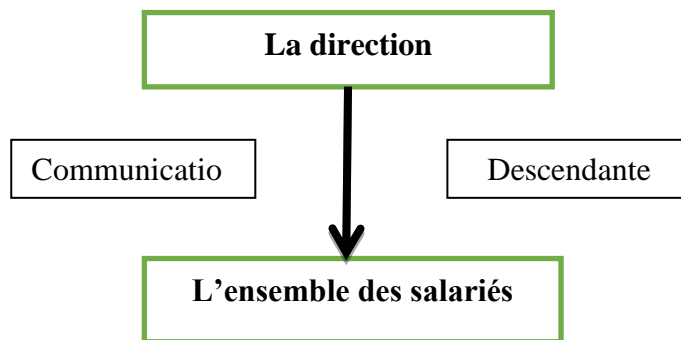 La direction
Communicatio
Descendante
L’ensemble des salariés